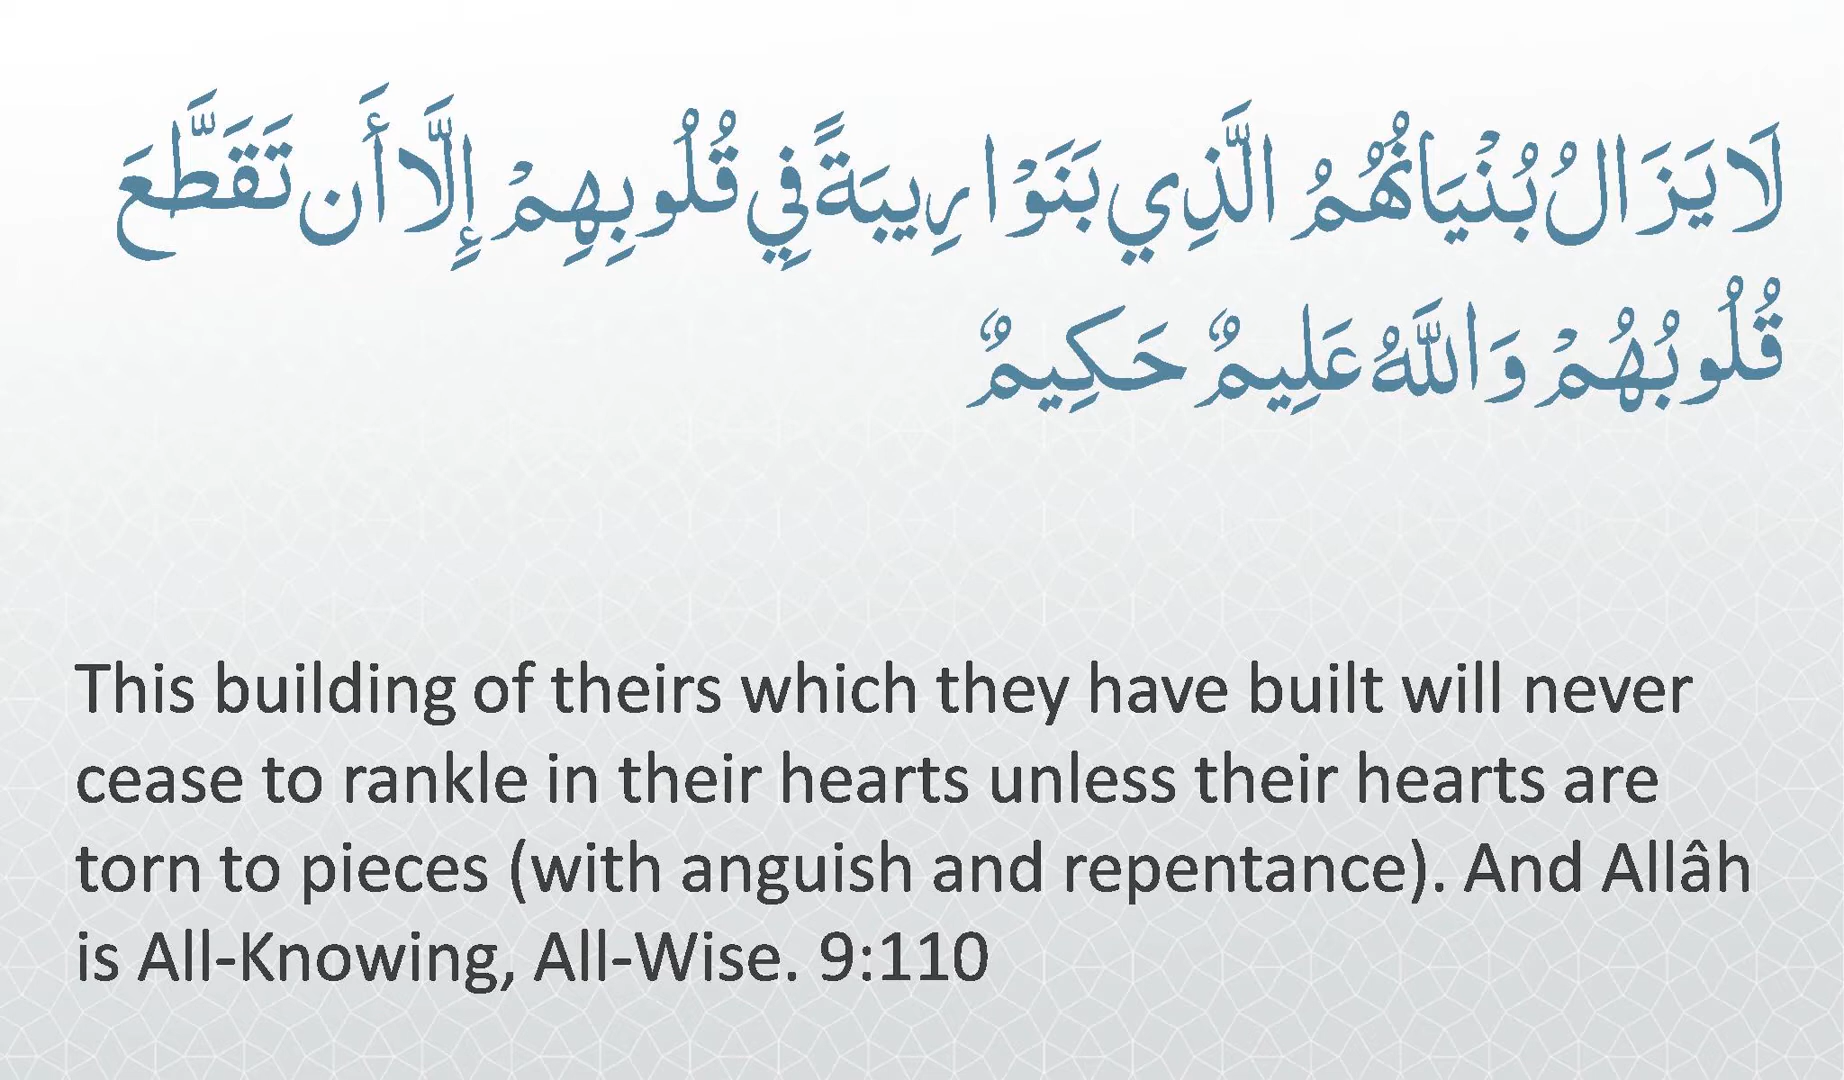 لَا يَزَالُ بُنْيَانُهُمُ الَّذِي بَنَوْا رِيبَةً فِي قُلُوبِهِمْ إِلَّا أَن تَقَطَّعَ
قُلُوبُهُمْ وَاللَّهُ عَلِيمٌ حَكِيمٌ
This building of theirs which they have built will never
cease to rankle in their hearts unless their hearts are
torn to pieces (with anguish and repentance). And Allâh
is All-Knowing, All-Wise. 9:110